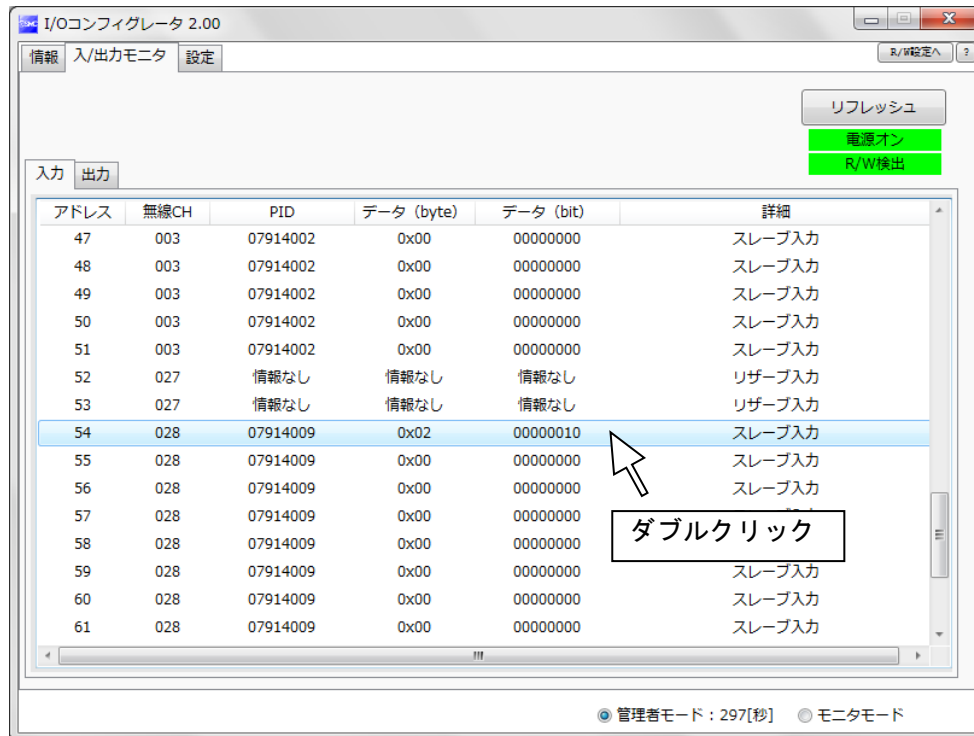 I/Oコンフィグレータ 2.00
情報 入/出力モニタ 設定 R/W設定へ ?
リフレッシュ
電源オン
R/W検出
入力 出力
アドレス 無線CH PID データ (byte) データ (bit) 詳細
47 003 07914002 0x00 00000000 スレーブ入力
48 003 07914002 0x00 00000000 スレーブ入力
49 003 07914002 0x00 00000000 スレーブ入力
50 003 07914002 0x00 00000000 スレーブ入力
51 003 07914002 0x00 00000000 スレーブ入力
52 027 情報なし 情報なし 情報なし リザーブ入力
53 027 情報なし 情報なし 情報なし リザーブ入力
54 028 07914009 0x02 00000010 スレーブ入力
55 028 07914009 0x00 00000000 スレーブ入力
56 028 07914009 0x00 00000000 スレーブ入力
57 028 07914009 0x00 00000000
ダブルクリック
58 028 07914009 0x00 00000000
59 028 07914009 0x00 00000000 スレーブ入力
60 028 07914009 0x00 00000000 スレーブ入力
61 028 07914009 0x00 00000000 スレーブ入力
管理者モード：297[秒] モニタモード